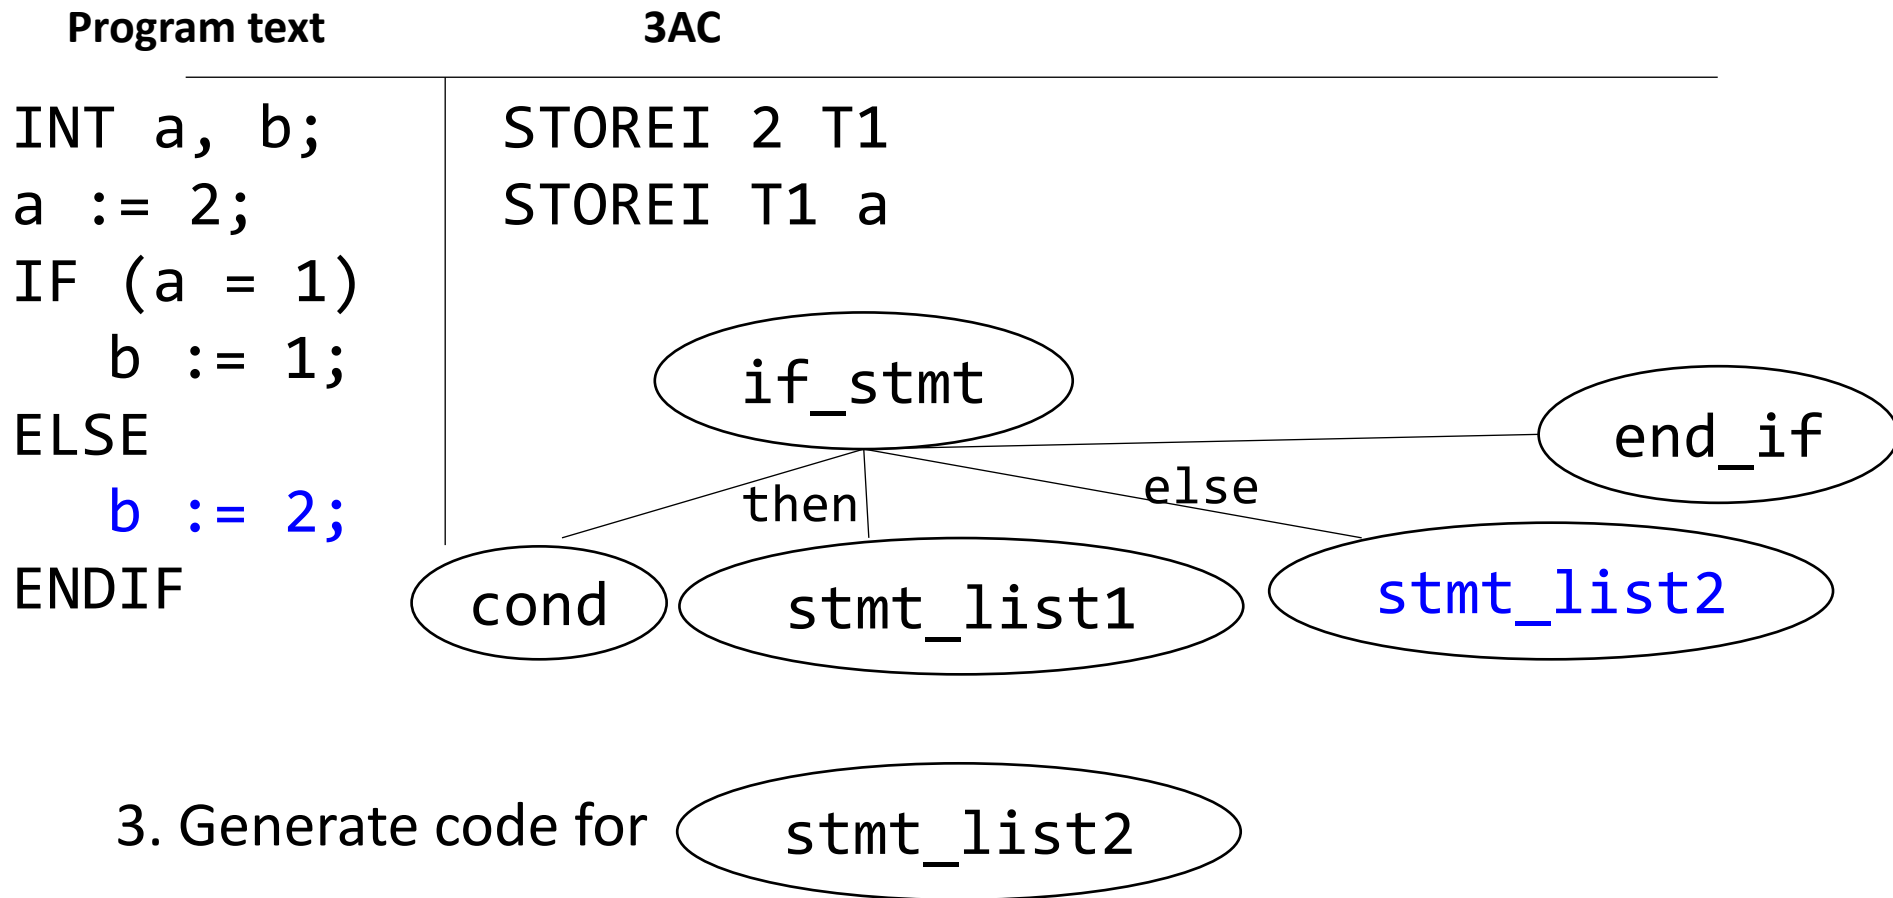 Program text
3AC
INT a, b;
a := 2;
IF (a = 1)
b := 1;
ELSE
b := 2;
ENDIF
STOREI 2 T1
STOREI T1 a
if_stmt
end_if
then
else
cond
stmt_list1
stmt_list2
3. Generate code for stmt_list2